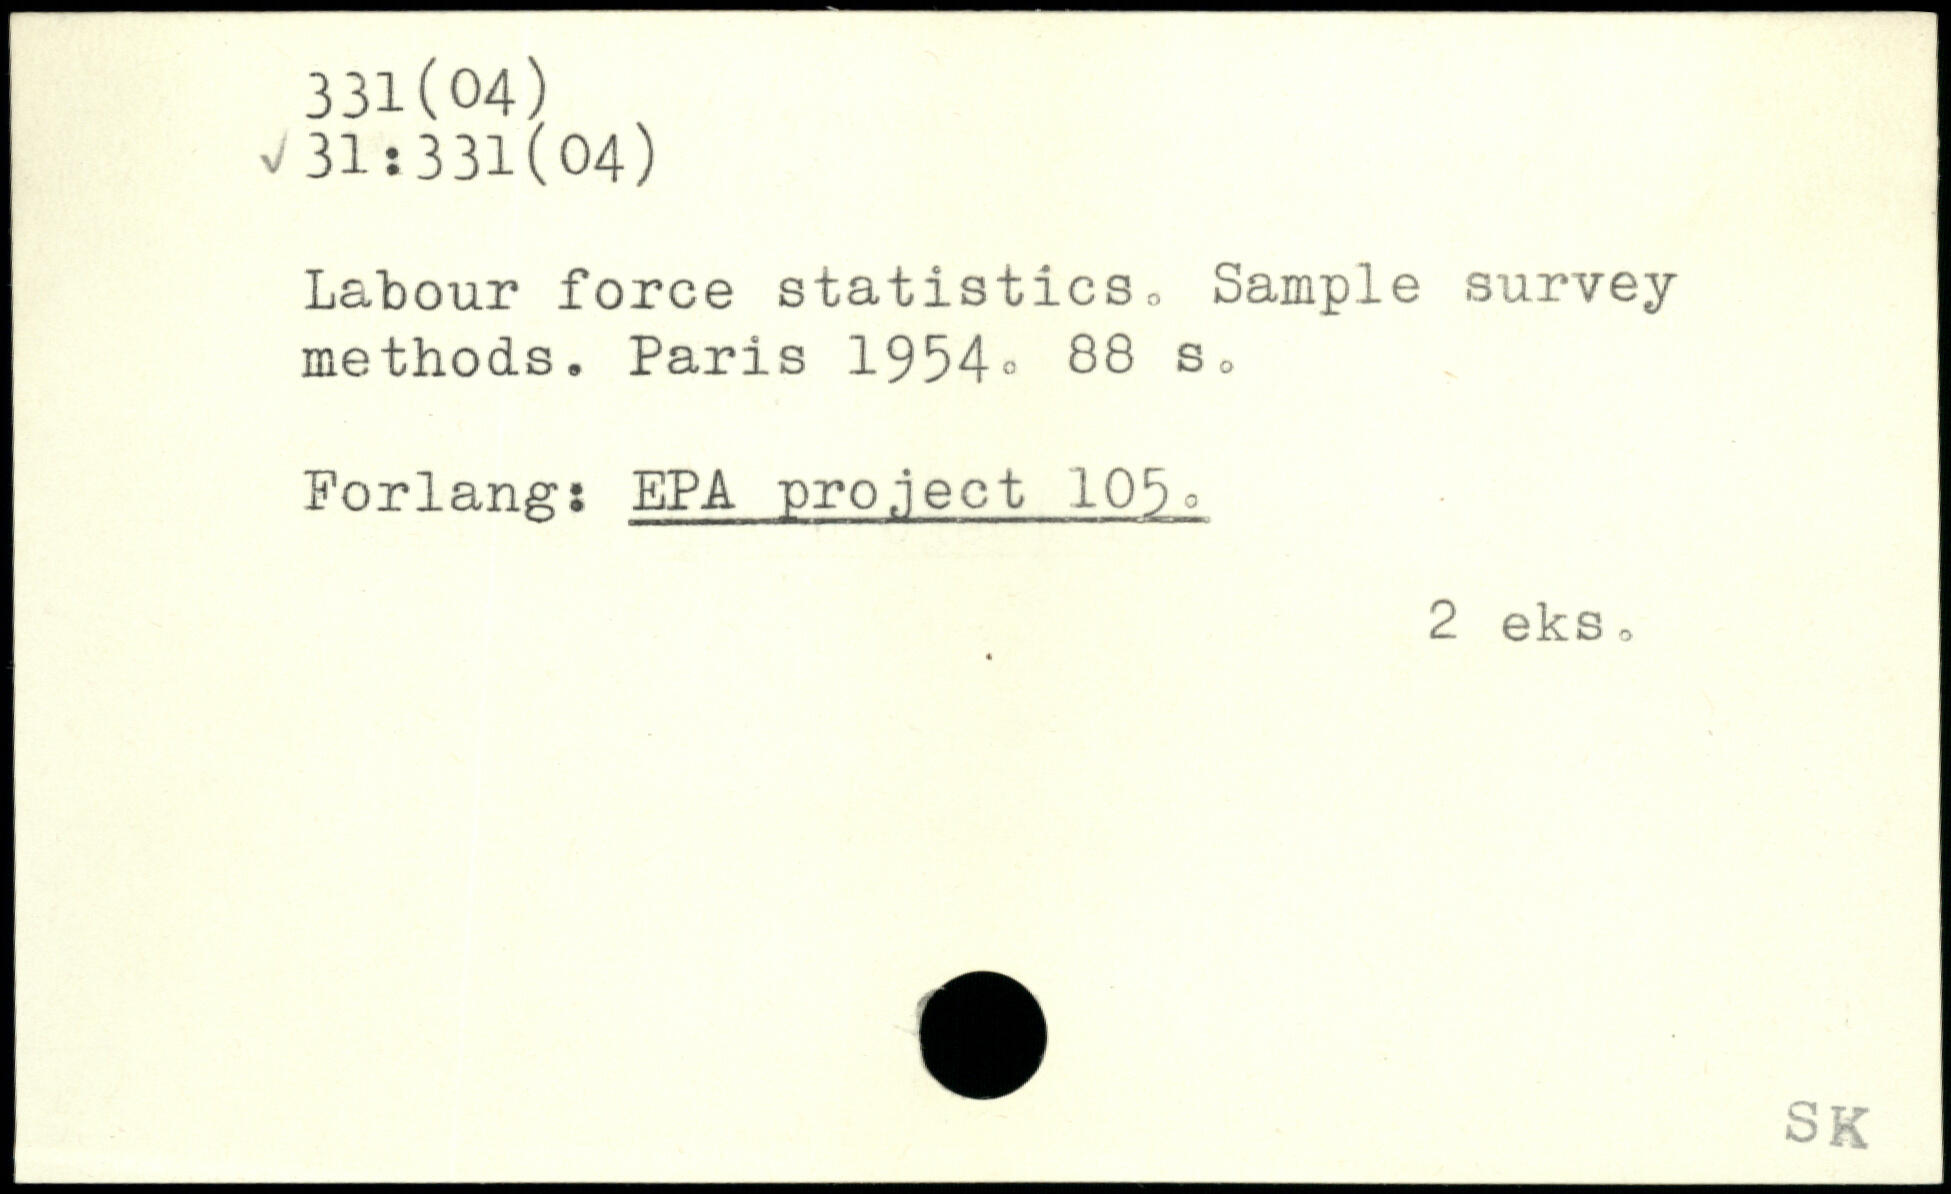 331(04)
✓31:331(04)
Labour force statistics. Sample survey
methods. Paris 1954. 88 s.
Forlang: EPA project 105.
2 eks.
SK